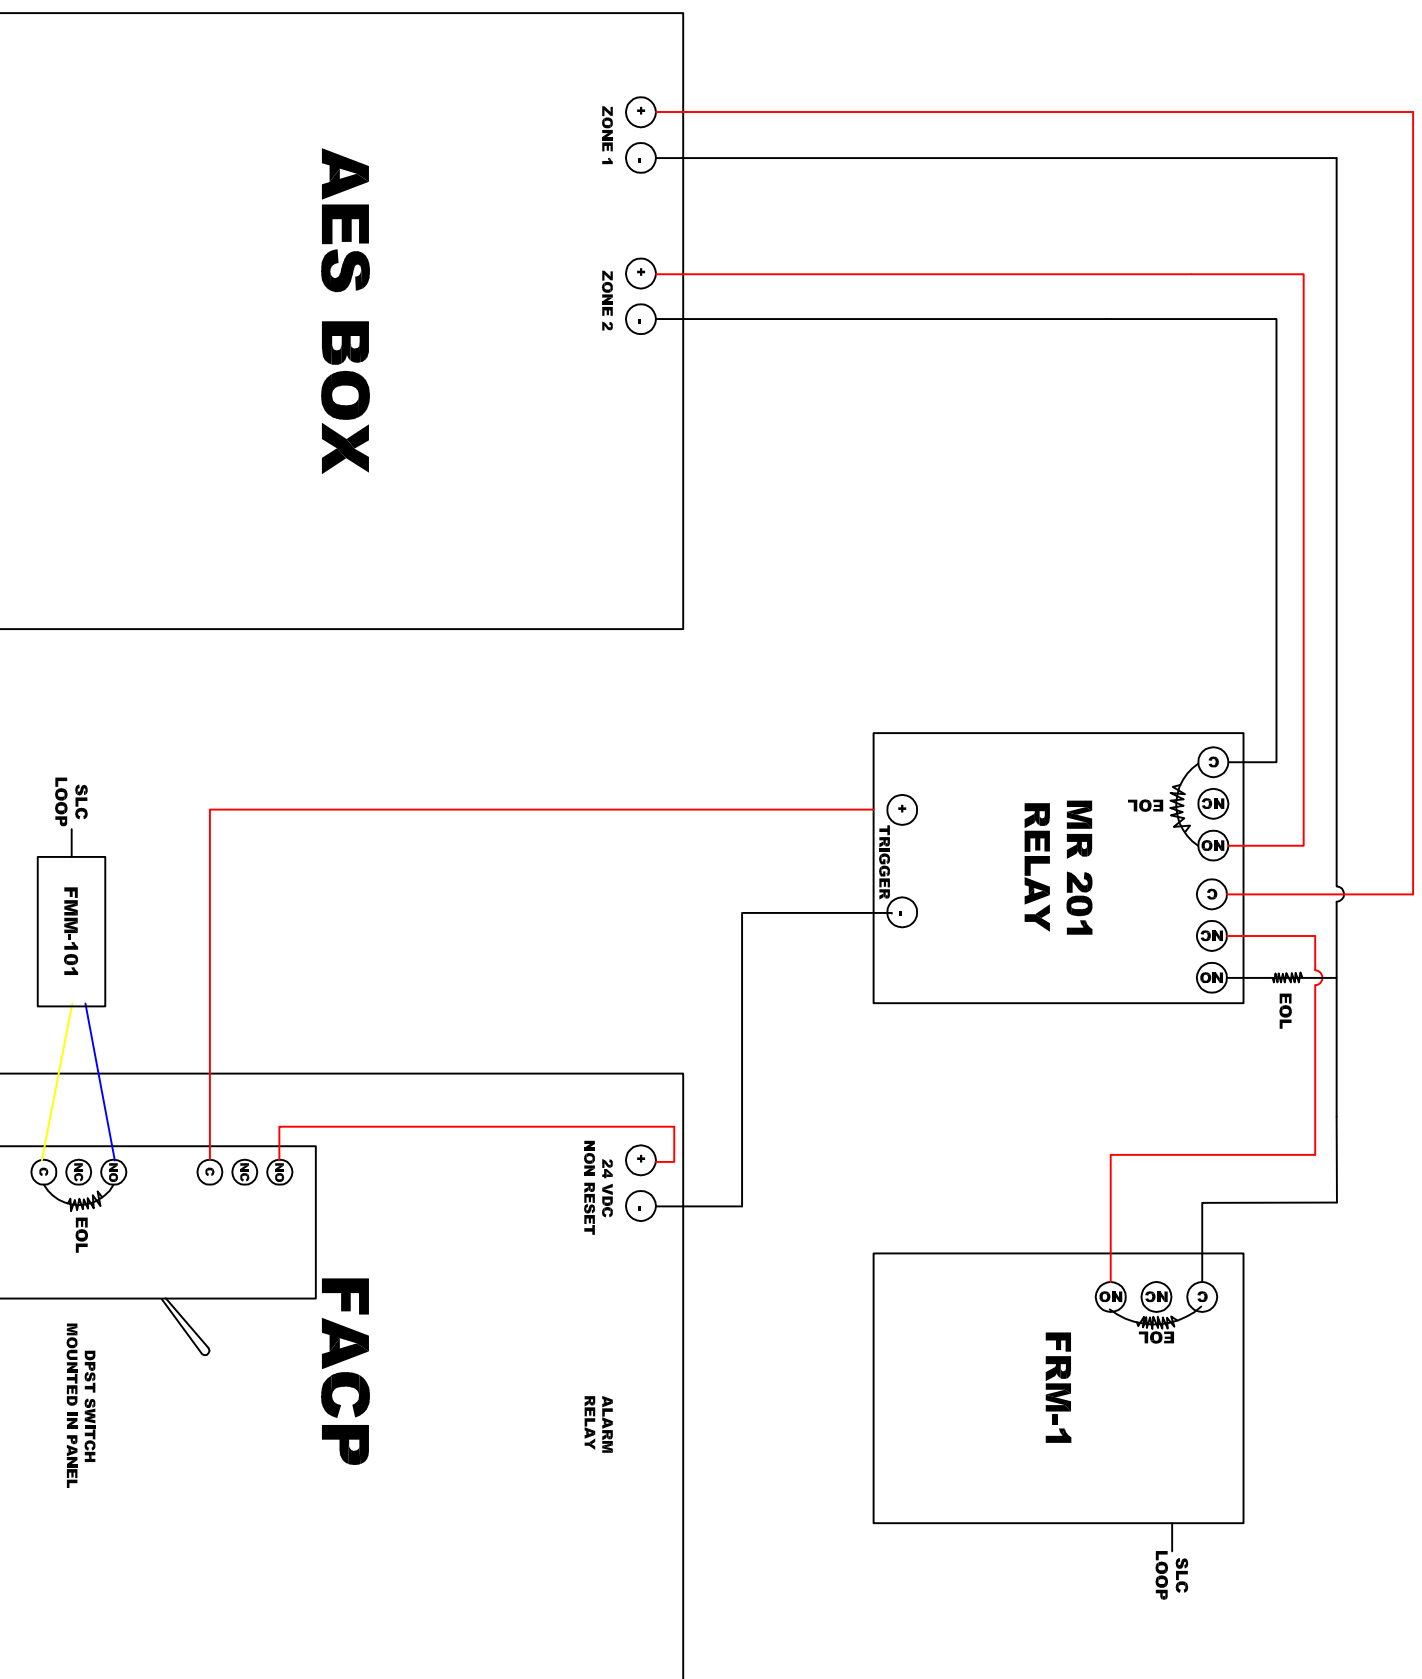 AES BOX
+
-
ZONE 1
+
-
ZONE 2
MR 201
RELAY
C
NC
NO
EOL
C
NC
NO
EOL
+
-
TRIGGER
SLC
LOOP
FMM-101
C
NC
NO
EOL
C
NC
NO
+
-
24 VDC
NON RESET
FACP
ALARM
RELAY
DPST SWITCH
MOUNTED IN PANEL
NO
NC
C
EOL
FRM-1
SLC
LOOP